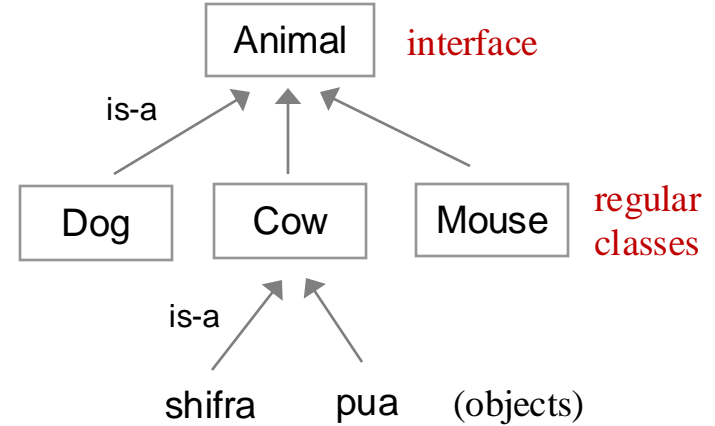 Animal interface
is-a
Dog Cow Mouse regular
classes
is-a
shifra pua (objects)